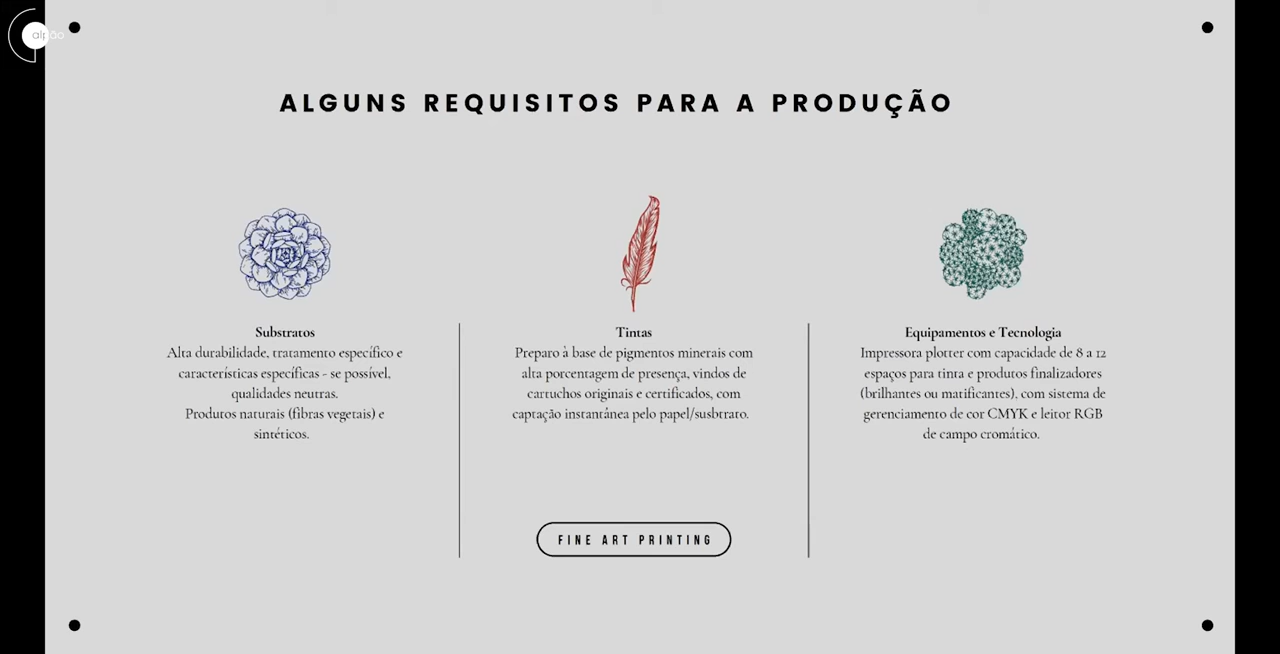 ALGUNS REQUISITOS PARA A PRODUÇÃO
Substratos
Alta durabilidade, tratamento específico e
características específicas - se possível,
qualidades neutras.
Produtos naturais (fibras vegetais) e
sintéticos.
Tintas
Preparo à base de pigmentos minerais com
alta porcentagem de presença, vindos de
cartuchos originais e certificados, com
captação instantânea pelo papel/susbtrato.
Equipamentos e Tecnologia
Impressora plotter com capacidade de 8 a 12
espaços para tinta e produtos finalizadores
(brilhantes ou matificantes), com sistema de
gerenciamento de cor CMYK e leitor RGB
de campo cromático.
FINE ART PRINTING